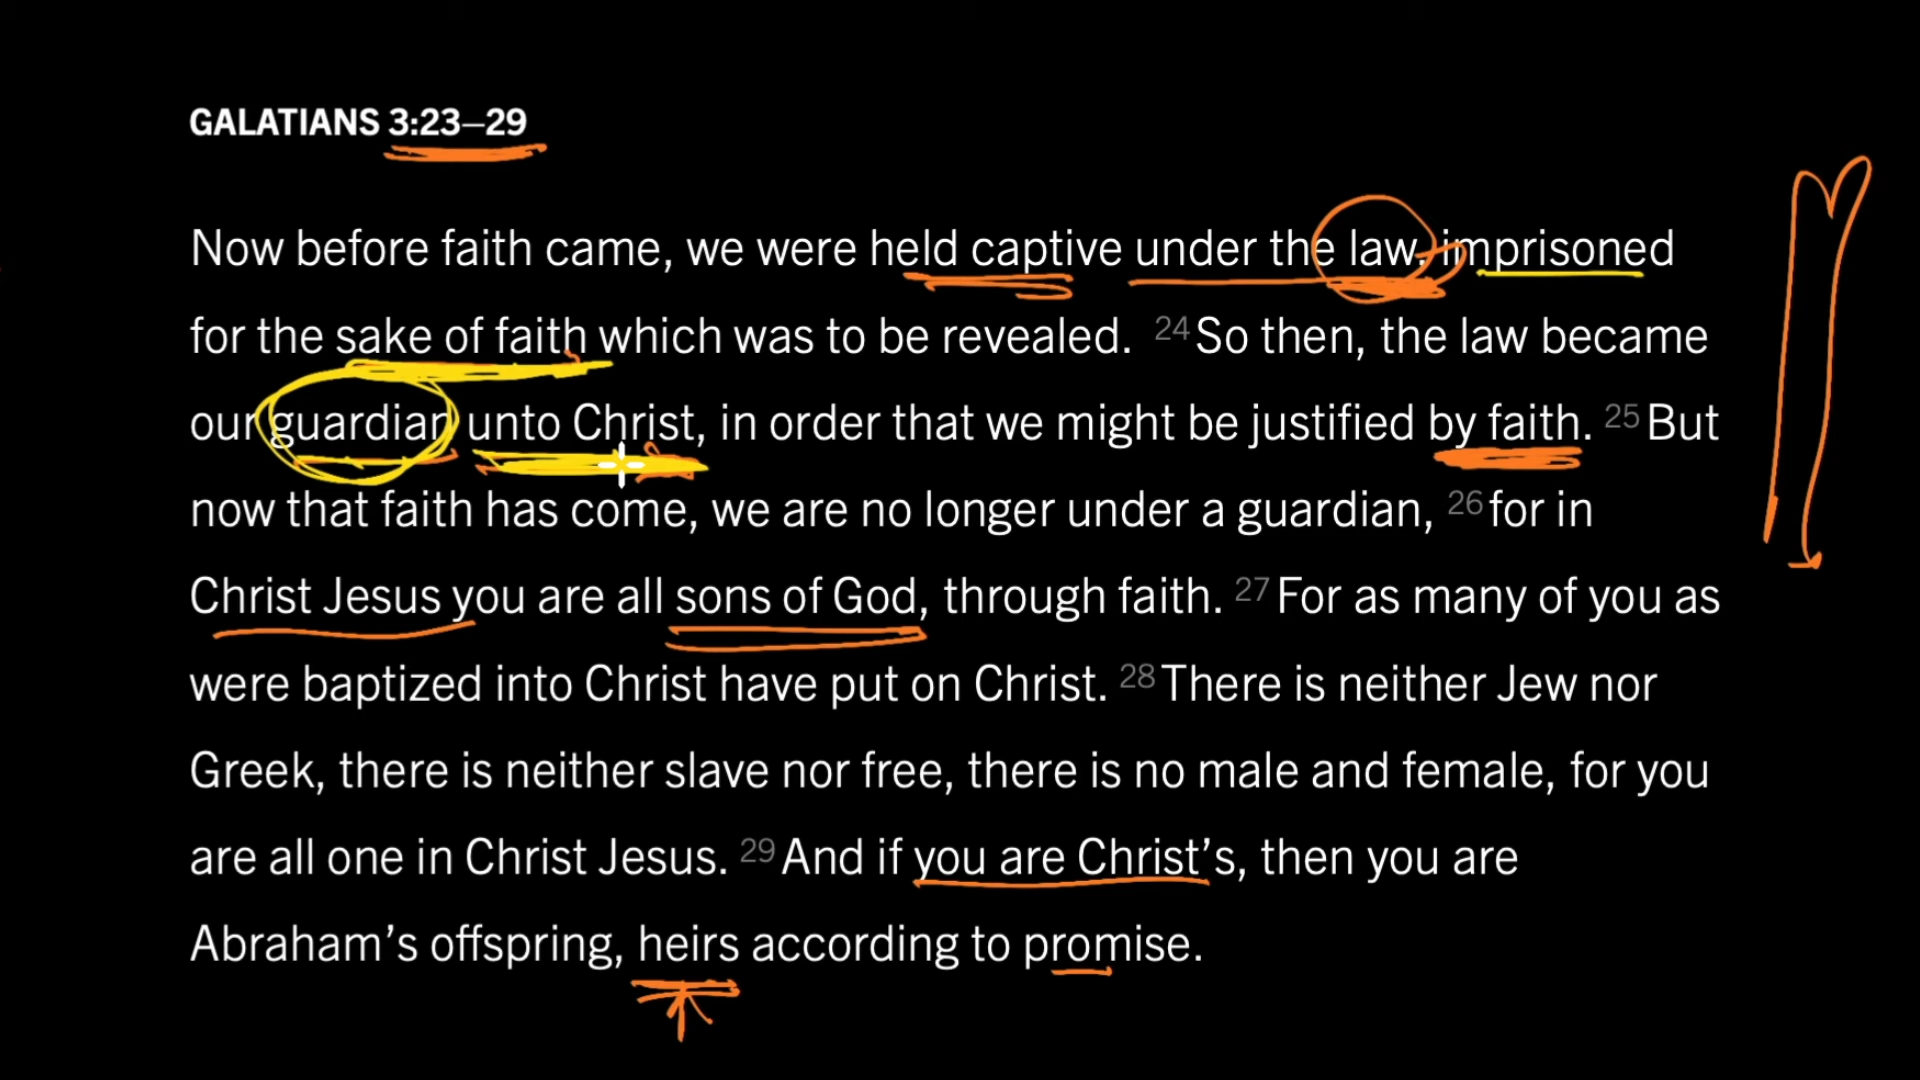 GALATIANS 3:23–29
Now before faith came, we were held captive under the law, imprisoned
for the sake of faith which was to be revealed. 24 So then, the law became
our guardian unto Christ, in order that we might be justified by faith. 25 But
now that faith has come, we are no longer under a guardian, 26 for in
Christ Jesus you are all sons of God, through faith. 27 For as many of you as
were baptized into Christ have put on Christ. 28 There is neither Jew nor
Greek, there is neither slave nor free, there is no male and female, for you
are all one in Christ Jesus. 29 And if you are Christ’s, then you are
Abraham’s offspring, heirs according to promise.